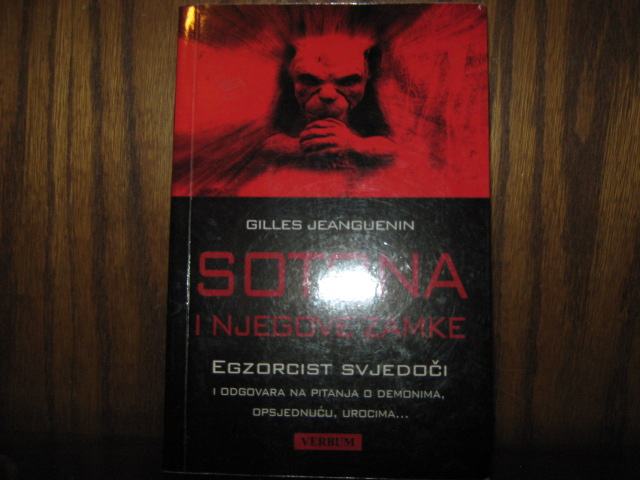 GILLES JEANGUENIN
SOTONA
I NJEGOVE ZAMKE
EGZORCIST SVJEDOČI
I ODGOVARA NA PITANJA O DEMONIMA,
OPSJEDNUĆU, UROCIMA...
VERBUM